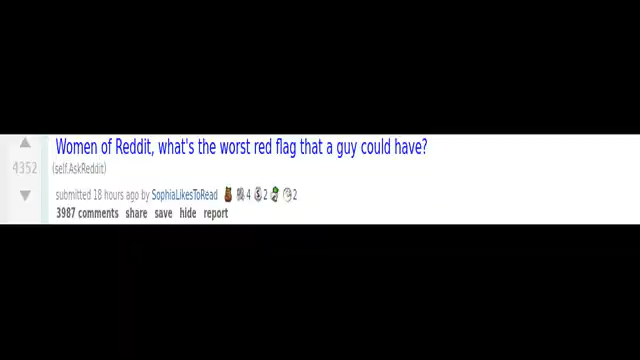 Women of Reddit, what's the worst red flag that a guy could have?
4352
(self.AskReddit)
submitted 18 hours ago by SophiaLikesToRead 4 2 2
3987 comments share save hide report